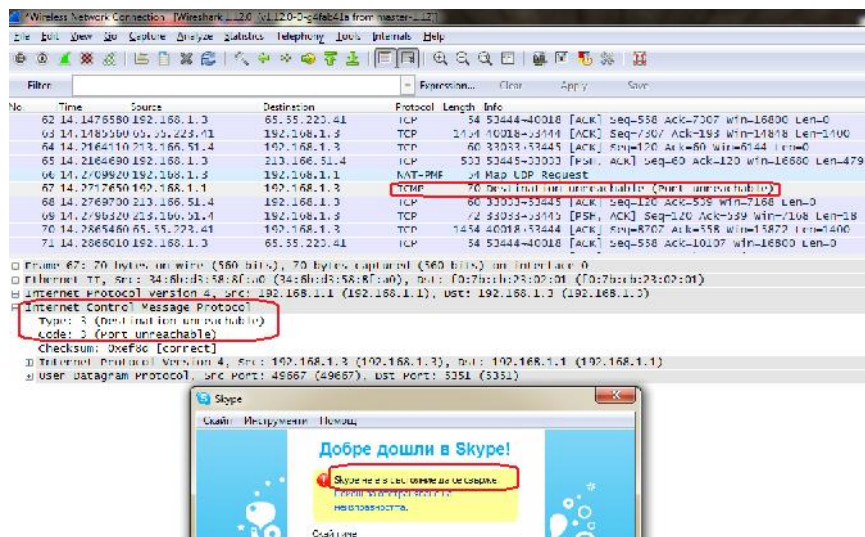 *Wireless Network Connection [Wireshark 1.12.0 (v1.12.0-0-g4fab41a from master-1.12)]
File Edit View Go Capture Analyze Statistics Telephony Tools Internals Help
Filter: Expression... Clear Apply Save
No. Time Source Destination Protocol Length Info
62 14.1476580 192.168.1.3 65.55.223.41 TCP 54 53444→40018 [ACK] Seq=558 Ack=7307 Win=16800 Len=0
63 14.1485560 65.55.223.41 192.168.1.3 TCP 1454 40018→53444 [ACK] Seq=7307 Ack=193 Win=14848 Len=1400
64 14.2164110 213.166.51.4 192.168.1.3 TCP 60 33033→53445 [ACK] Seq=120 Ack=60 Win=6144 Len=0
65 14.2164690 192.168.1.3 213.166.51.4 TCP 533 53445→33033 [PSH, ACK] Seq=60 Ack=120 Win=16680 Len=479
66 14.2709920 192.168.1.3 192.168.1.1 NAT-PMP 54 Map UDP Request
67 14.2717650 192.168.1.1 192.168.1.3 ICMP 70 Destination unreachable (Port unreachable)
68 14.2769700 213.166.51.4 192.168.1.3 TCP 60 33033→53445 [ACK] Seq=120 Ack=539 Win=7168 Len=0
69 14.2796320 213.166.51.4 192.168.1.3 TCP 72 33033→53445 [PSH, ACK] Seq=120 Ack=539 Win=7168 Len=18
70 14.2865460 65.55.223.41 192.168.1.3 TCP 1454 40018→53444 [ACK] Seq=8707 Ack=558 Win=15872 Len=1400
71 14.2866010 192.168.1.3 65.55.223.41 TCP 54 53444→40018 [ACK] Seq=558 Ack=10107 Win=16800 Len=0
Frame 67: 70 bytes on wire (560 bits), 70 bytes captured (560 bits) on interface 0
Ethernet II, Src: 34:6b:d3:58:8f:a0 (34:6b:d3:58:8f:a0), Dst: f0:7b:cb:23:02:01 (f0:7b:cb:23:02:01)
Internet Protocol Version 4, Src: 192.168.1.1 (192.168.1.1), Dst: 192.168.1.3 (192.168.1.3)
Internet Control Message Protocol
Type: 3 (Destination unreachable)
Code: 3 (Port unreachable)
Checksum: 0xef8d [correct]
Internet Protocol Version 4, Src: 192.168.1.3 (192.168.1.3), Dst: 192.168.1.1 (192.168.1.1)
User Datagram Protocol, Src Port: 49667 (49667), Dst Port: 5351 (5351)
Skype
Скайп Инструменти Помощ
Добре дошли в Skype!
Skype не е в състояние да се свърже.
неизправността.
Скайп име